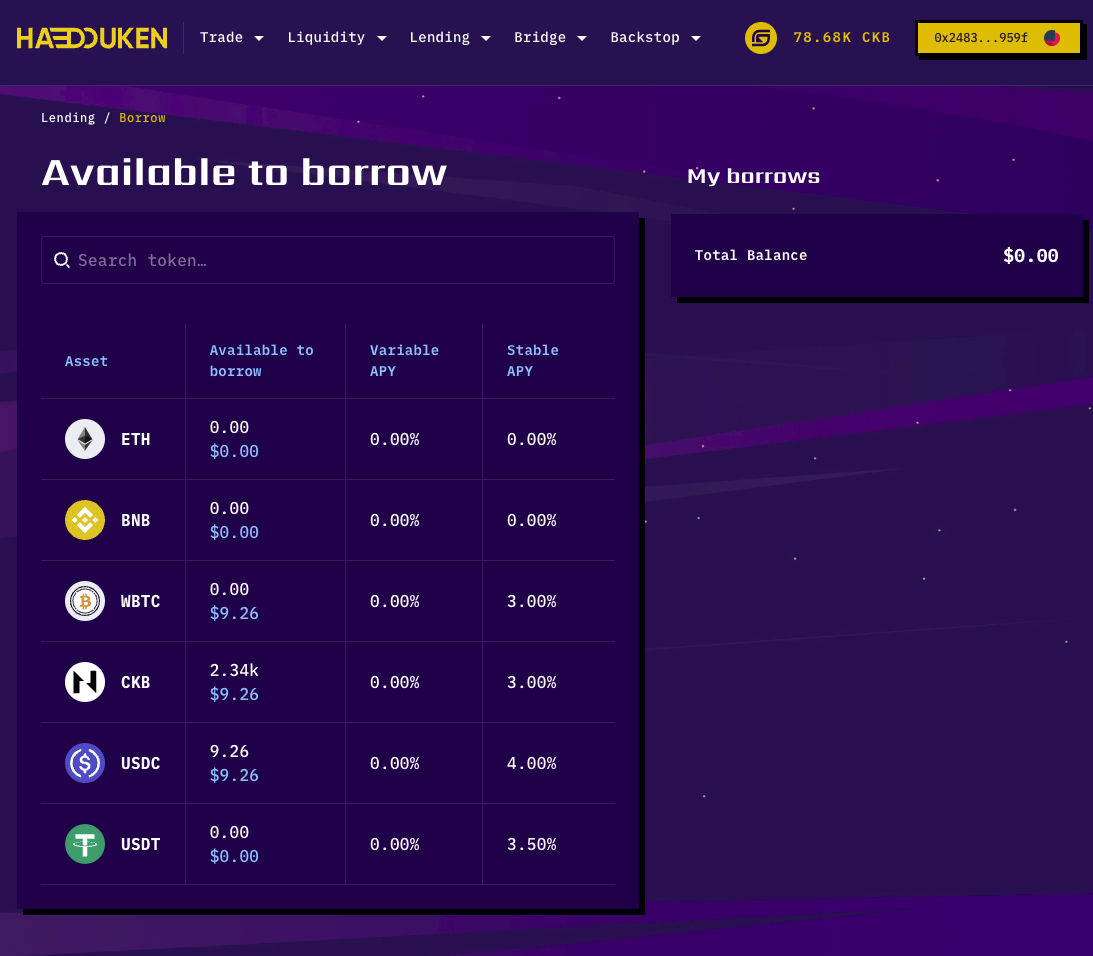 HADOUKEN
Trade
Liquidity
Lending
Bridge
Backstop
78.68K CKB
0x2483...959f
Lending / Borrow
Available to borrow
My borrows
Search token…
Total Balance
$0.00
Asset
Available to
borrow
Variable
APY
Stable
APY
ETH
0.00
$0.00
0.00%
0.00%
BNB
0.00
$0.00
0.00%
0.00%
WBTC
0.00
$9.26
0.00%
3.00%
CKB
2.34k
$9.26
0.00%
3.00%
USDC
9.26
$9.26
0.00%
4.00%
USDT
0.00
$0.00
0.00%
3.50%